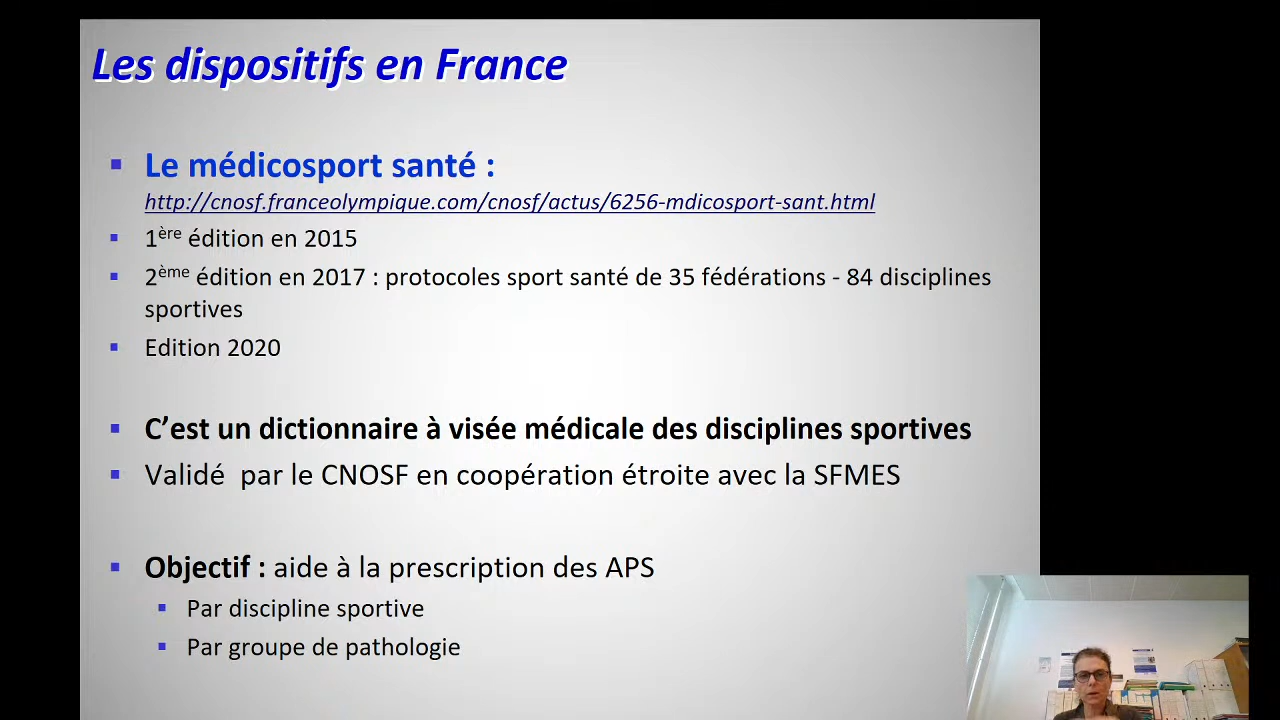 Les dispositifs en France
Le médicosport santé :
http://cnosf.franceolympique.com/cnosf/actus/6256-mdicosport-sant.html
1ère édition en 2015
2ème édition en 2017 : protocoles sport santé de 35 fédérations - 84 disciplines
sportives
Edition 2020
C’est un dictionnaire à visée médicale des disciplines sportives
Validé  par le CNOSF en coopération étroite avec la SFMES
Objectif : aide à la prescription des APS
Par discipline sportive
Par groupe de pathologie